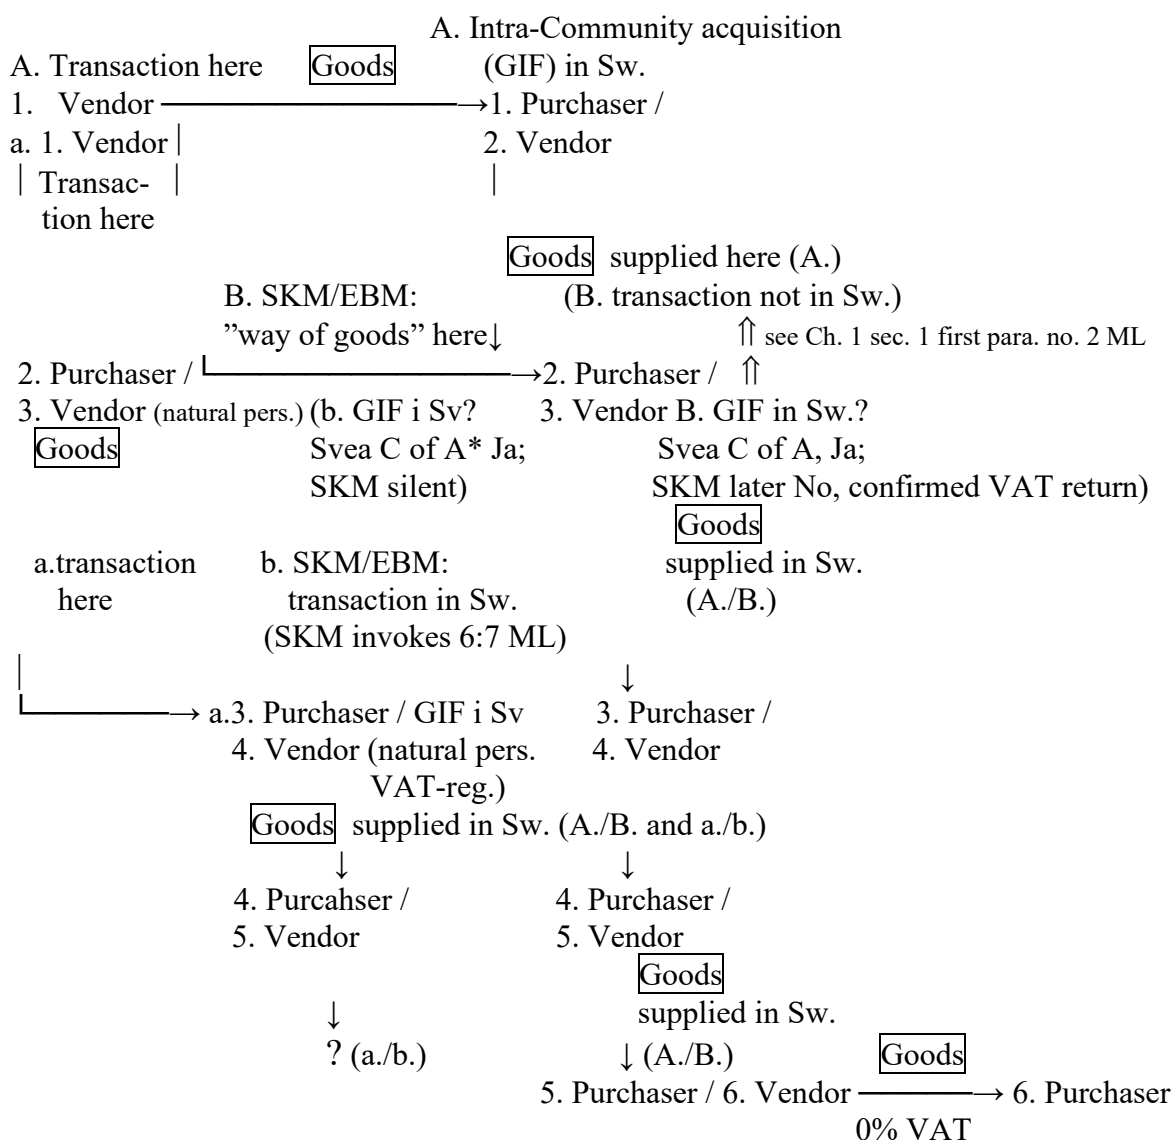 A. Intra-Community acquisition
A. Transaction here Goods (GIF) in Sw.
1. Vendor → 1. Purchaser /
a. 1. Vendor | 2. Vendor
| Transac- | |
tion here
Goods supplied here (A.)
B. SKM/EBM: (B. transaction not in Sw.)
”way of goods” here↓ ⇑ see Ch. 1 sec. 1 first para. no. 2 ML
2. Purchaser / → 2. Purchaser / ⇑
3. Vendor (natural pers.) (b. GIF i Sv? 3. Vendor B. GIF in Sw.?
Goods Svea C of A* Ja; Svea C of A, Ja;
SKM silent) SKM later No, confirmed VAT return)
Goods
a.transaction b. SKM/EBM: supplied in Sw.
here transaction in Sw. (A./B.)
(SKM invokes 6:7 ML)
| ↓
→ a.3. Purchaser / GIF i Sv 3. Purchaser /
4. Vendor (natural pers. 4. Vendor
VAT-reg.)
Goods supplied in Sw. (A./B. and a./b.)
↓ ↓
4. Purcahser / 4. Purchaser /
5. Vendor 5. Vendor
Goods
↓ supplied in Sw.
? (a./b.) ↓ (A./B.) Goods
5. Purchaser / 6. Vendor → 6. Purchaser
0% VAT